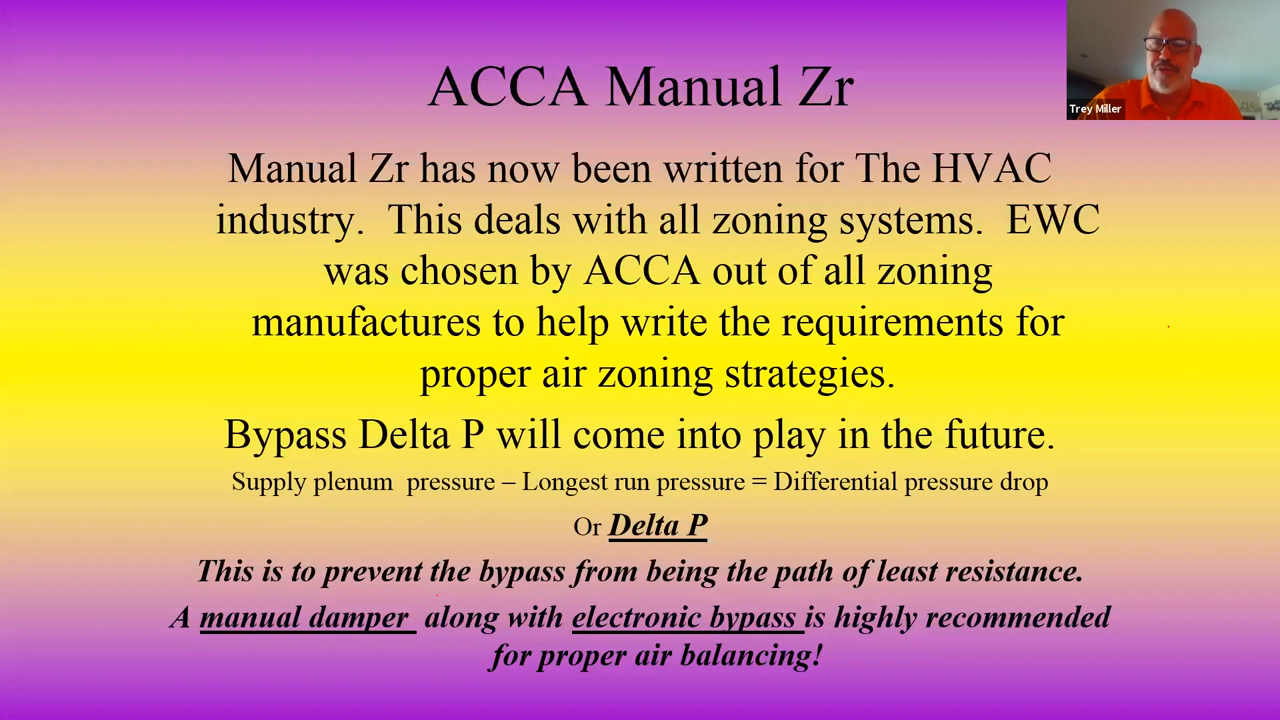 ACCA Manual Zr
Trey Miller
Manual Zr has now been written for The HVAC
industry.  This deals with all zoning systems.  EWC
was chosen by ACCA out of all zoning
manufactures to help write the requirements for
proper air zoning strategies.
Bypass Delta P will come into play in the future.
Supply plenum  pressure – Longest run pressure = Differential pressure drop
Or Delta P
This is to prevent the bypass from being the path of least resistance.
A manual damper  along with electronic bypass is highly recommended
for proper air balancing!